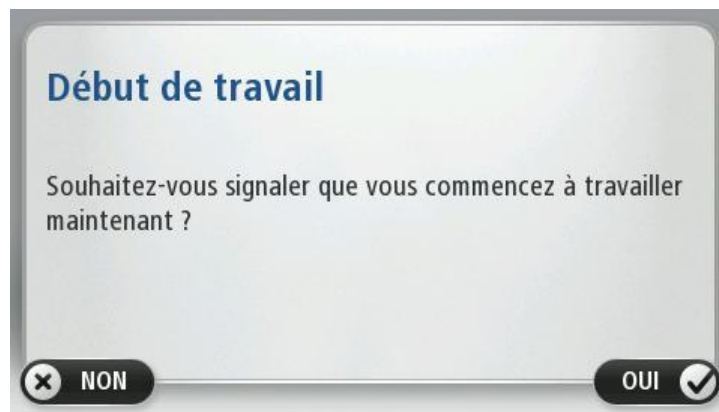 Début de travail
Souhaitez-vous signaler que vous commencez à travailler
maintenant ?
NON
OUI